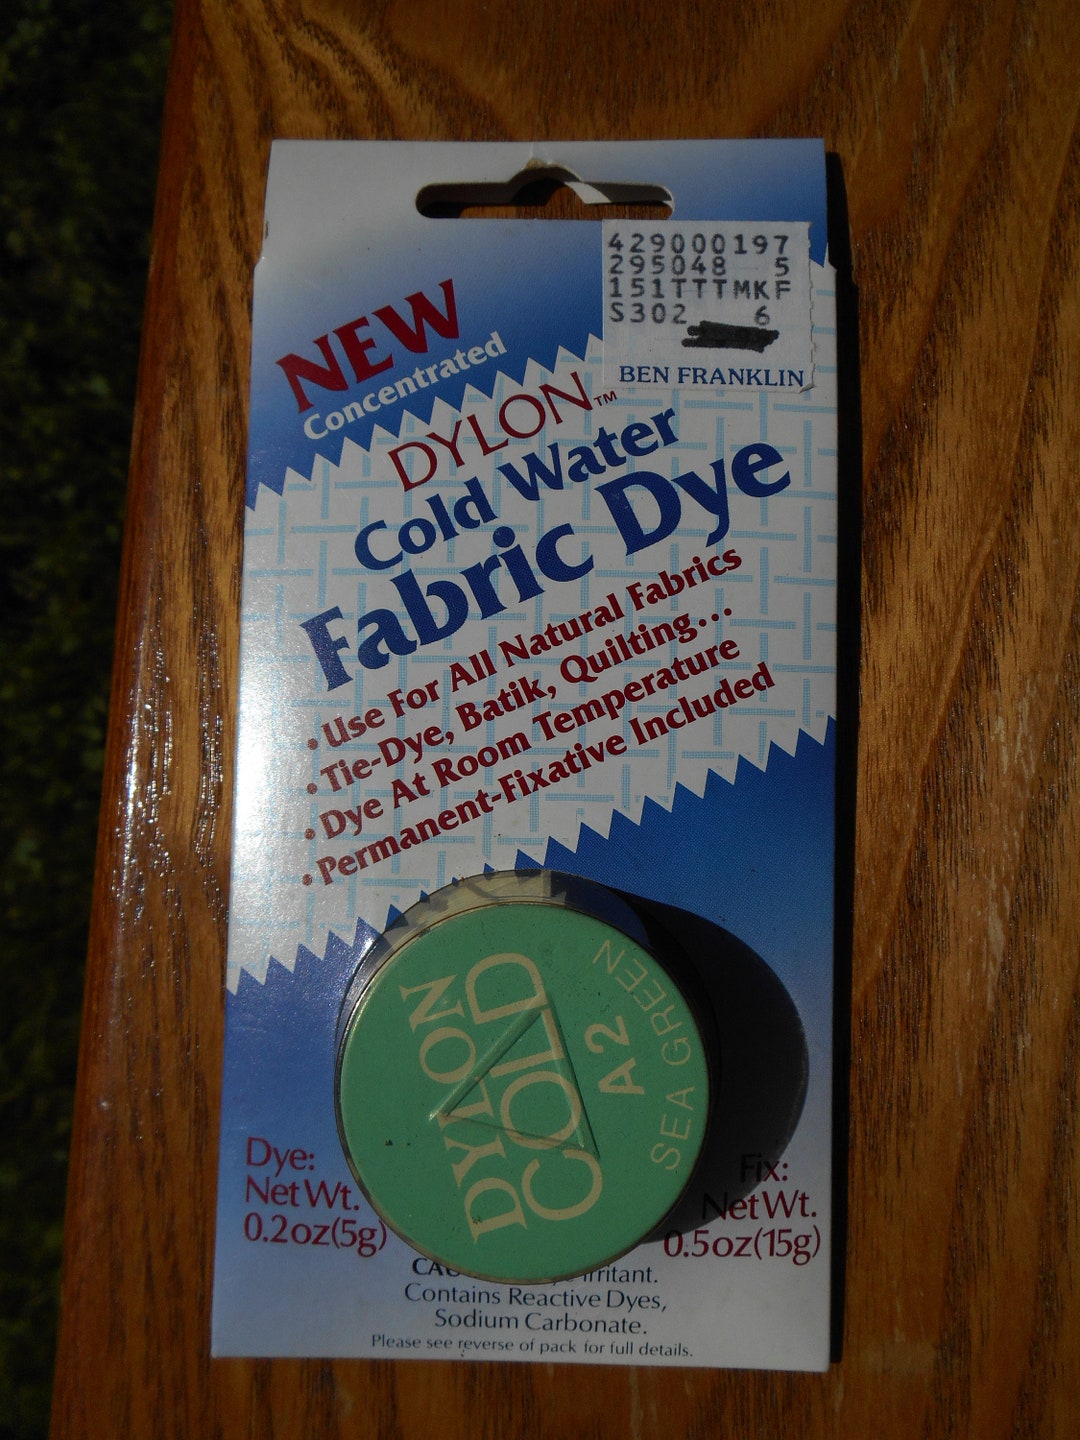 429000197
295048 5
151TTTMKF
S302 6
BEN FRANKLIN
NEW
Concentrated
DYLON™
Cold Water
Fabric Dye
• Use For All Natural Fabrics
• Tie-Dye, Batik, Quilting...
• Dye At Room Temperature
• Permanent-Fixative Included
DYLON
COLD
A2
SEA GREEN
Dye:
Net Wt.
0.2oz(5g)
Fix:
Net Wt.
0.5oz(15g)
irritant.
Contains Reactive Dyes,
Sodium Carbonate.
Please see reverse of pack for full details.